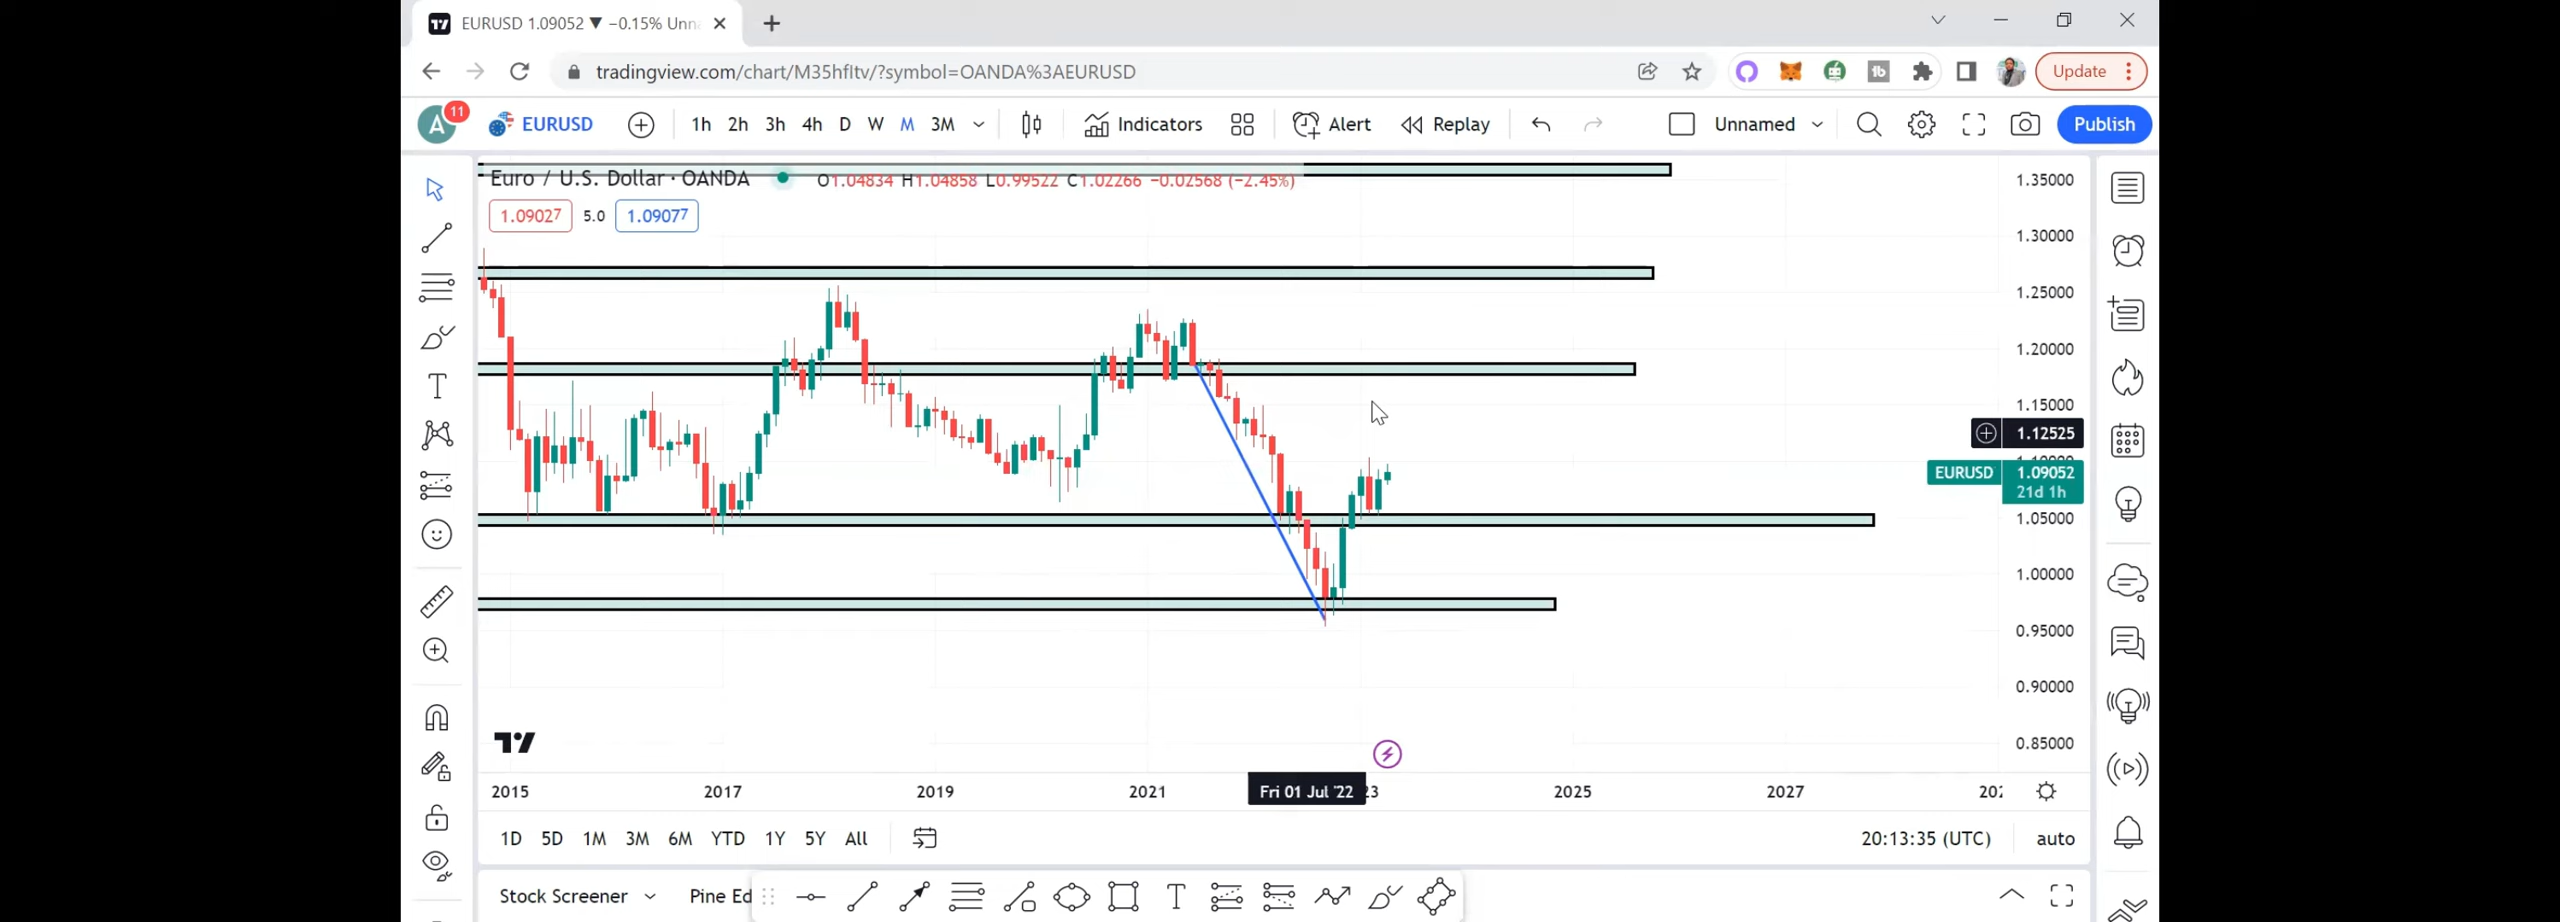 EURUSD 1.09052 ▼ −0.15% Unna
tradingview.com/chart/M35hfltv/?symbol=OANDA%3AEURUSD
Update
A 11 EURUSD 1h 2h 3h 4h D W M 3M Indicators Alert Replay Unnamed Publish
Euro / U.S. Dollar · OANDA O1.04834 H1.04858 L0.99522 C1.02266 −0.02568 (−2.45%)
1.09027 5.0 1.09077
1.35000
1.30000
1.25000
1.20000
1.15000
1.12525
EURUSD 1.09052
21d 1h
1.05000
1.00000
0.95000
0.90000
0.85000
2015 2017 2019 2021 Fri 01 Jul '22 23 2025 2027 202
1D 5D 1M 3M 6M YTD 1Y 5Y All 20:13:35 (UTC) auto
Stock Screener Pine Ed